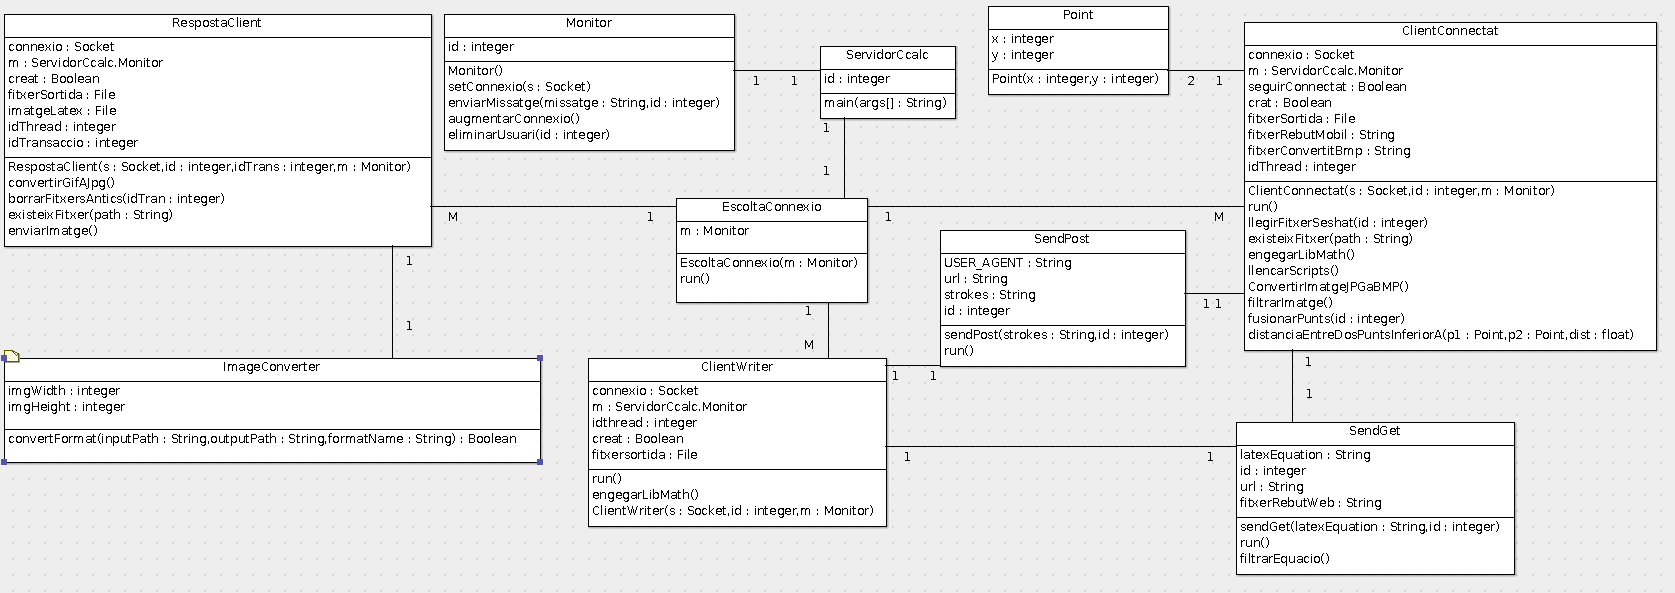 RespostaClient
connexio : Socket
m : ServidorCcalc.Monitor
creat : Boolean
fitxerSortida : File
imatgeLatex : File
idThread : integer
idTransaccio : integer
RespostaClient(s : Socket,id : integer,idTrans : integer,m : Monitor)
convertirGifAJpg()
borrarFitxersAntics(idTran : integer)
existeixFitxer(path : String)
enviarImatge()
Monitor
id : integer
Monitor()
setConnexio(s : Socket)
enviarMissatge(missatge : String,id : integer)
augmentarConnexio()
eliminarUsuari(id : integer)
1 1
ServidorCcalc
id : integer
main(args[] : String)
1
1
Point
x : integer
y : integer
Point(x : integer,y : integer)
2 1
ClientConnectat
connexio : Socket
m : ServidorCcalc.Monitor
seguirConnectat : Boolean
crat : Boolean
fitxerSortida : File
fitxerRebutMobil : String
fitxerConvertitBmp : String
idThread : integer
ClientConnectat(s : Socket,id : integer,m : Monitor)
run()
llegirFitxerSeshat(id : integer)
existeixFitxer(path : String)
engegarLibMath()
llencarScripts()
ConvertirImatgeJPGaBMP()
filtrarImatge()
fusionarPunts(id : integer)
distanciaEntreDosPuntsInferiorA(p1 : Point,p2 : Point,dist : float)
M 1
EscoltaConnexio
m : Monitor
EscoltaConnexio(m : Monitor)
run()
1 M
1
M
SendPost
USER_AGENT : String
url : String
strokes : String
id : integer
sendPost(strokes : String,id : integer)
run()
1 1
1
1
ImageConverter
imgWidth : integer
imgHeight : integer
convertFormat(inputPath : String,outputPath : String,formatName : String) : Boolean
ClientWriter
connexio : Socket
m : ServidorCcalc.Monitor
idthread : integer
creat : Boolean
fitxersortida : File
run()
engegarLibMath()
ClientWriter(s : Socket,id : integer,m : Monitor)
1 1
1 1
1
1
SendGet
latexEquation : String
id : integer
url : String
fitxerRebutWeb : String
sendGet(latexEquation : String,id : integer)
run()
filtrarEquacio()